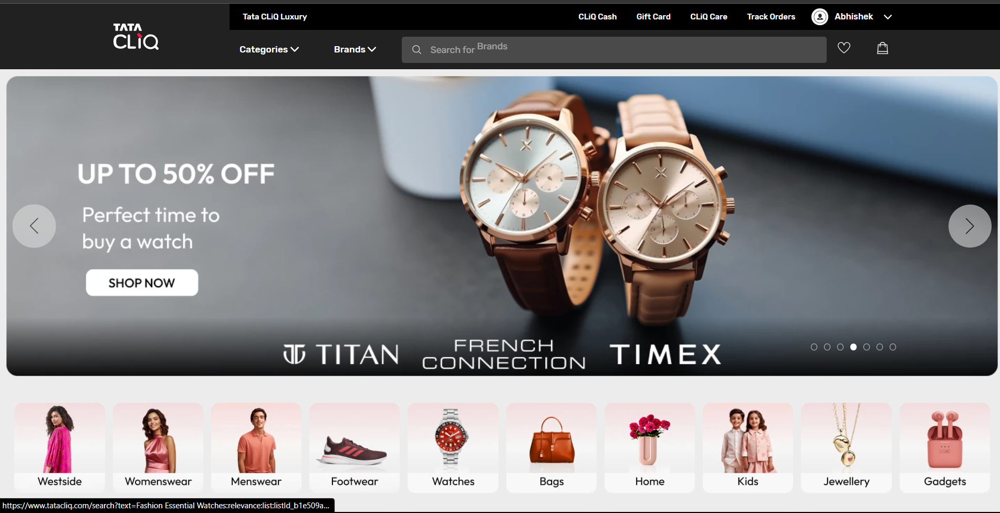 Tata CLiQ Luxury
CLiQ Cash
Gift Card
CLiQ Care
Track Orders
Abhishek
TATA
CLiQ
Categories
Brands
Search for Brands
UP TO 50% OFF
Perfect time to
buy a watch
SHOP NOW
TITAN
FRENCH
CONNECTION
TIMEX
boAt
Westside
Womenswear
Menswear
Footwear
Watches
Bags
Home
Kids
Jewellery
Gadgets
https://www.tatacliq.com/search?text=Fashion Essential Watches:relevance:list:listId_b1e509a...